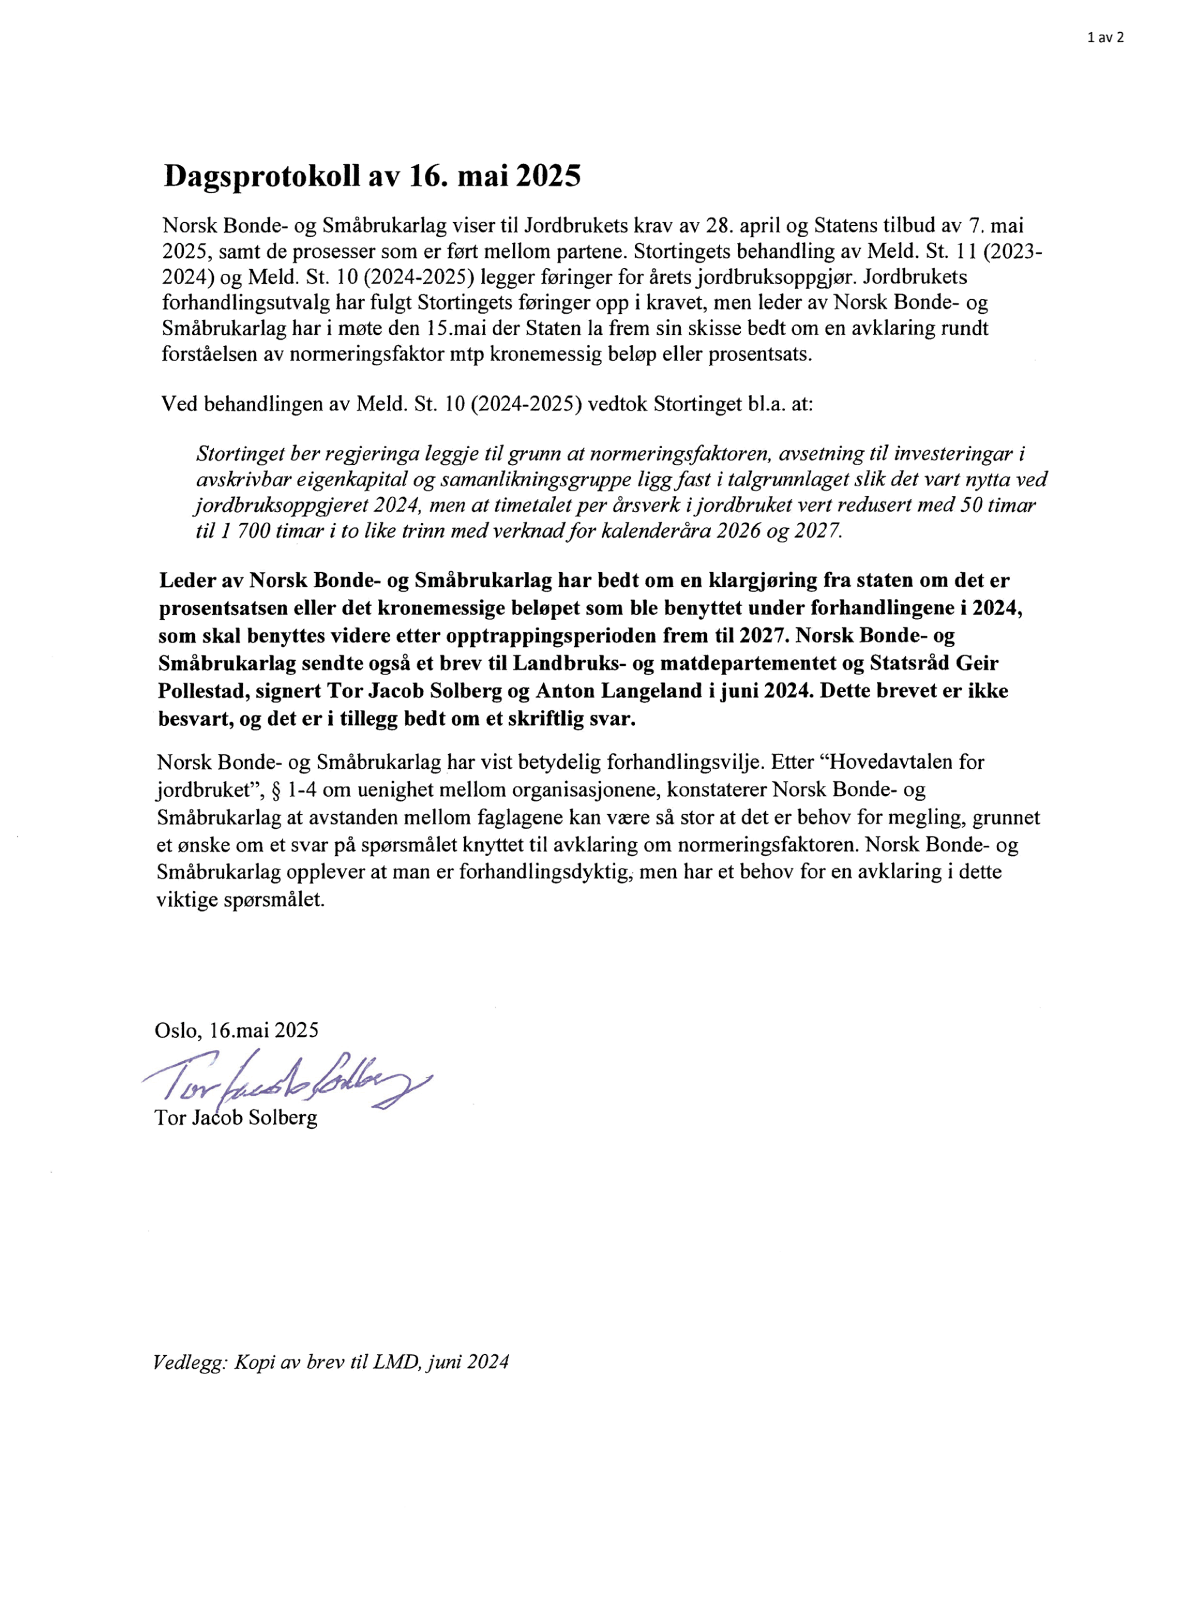 1 av 2
Dagsprotokoll av 16. mai 2025
Norsk Bonde- og Småbrukarlag viser til Jordbrukets krav av 28. april og Statens tilbud av 7. mai
2025, samt de prosesser som er ført mellom partene. Stortingets behandling av Meld. St. 11 (2023-
2024) og Meld. St. 10 (2024-2025) legger føringer for årets jordbruksoppgjør. Jordbrukets
forhandlingsutvalg har fulgt Stortingets føringer opp i kravet, men leder av Norsk Bonde- og
Småbrukarlag har i møte den 15.mai der Staten la frem sin skisse bedt om en avklaring rundt
forståelsen av normeringsfaktor mtp kronemessig beløp eller prosentsats.
Ved behandlingen av Meld. St. 10 (2024-2025) vedtok Stortinget bl.a. at:
Stortinget ber regjeringa leggje til grunn at normeringsfaktoren, avsetning til investeringar i
avskrivbar eigenkapital og samanlikningsgruppe ligg fast i talgrunnlaget slik det vart nytta ved
jordbruksoppgjeret 2024, men at timetalet per årsverk i jordbruket vert redusert med 50 timar
til 1 700 timar i to like trinn med verknad for kalenderåra 2026 og 2027.
Leder av Norsk Bonde- og Småbrukarlag har bedt om en klargjøring fra staten om det er
prosentsatsen eller det kronemessige beløpet som ble benyttet under forhandlingene i 2024,
som skal benyttes videre etter opptrappingsperioden frem til 2027. Norsk Bonde- og
Småbrukarlag sendte også et brev til Landbruks- og matdepartementet og Statsråd Geir
Pollestad, signert Tor Jacob Solberg og Anton Langeland i juni 2024. Dette brevet er ikke
besvart, og det er i tillegg bedt om et skriftlig svar.
Norsk Bonde- og Småbrukarlag har vist betydelig forhandlingsvilje. Etter “Hovedavtalen for
jordbruket”, § 1-4 om uenighet mellom organisasjonene, konstaterer Norsk Bonde- og
Småbrukarlag at avstanden mellom faglagene kan være så stor at det er behov for megling, grunnet
et ønske om et svar på spørsmålet knyttet til avklaring om normeringsfaktoren. Norsk Bonde- og
Småbrukarlag opplever at man er forhandlingsdyktig, men har et behov for en avklaring i dette
viktige spørsmålet.
Oslo, 16.mai 2025
Tor Jacob Solberg
Tor Jacob Solberg
Vedlegg: Kopi av brev til LMD, juni 2024